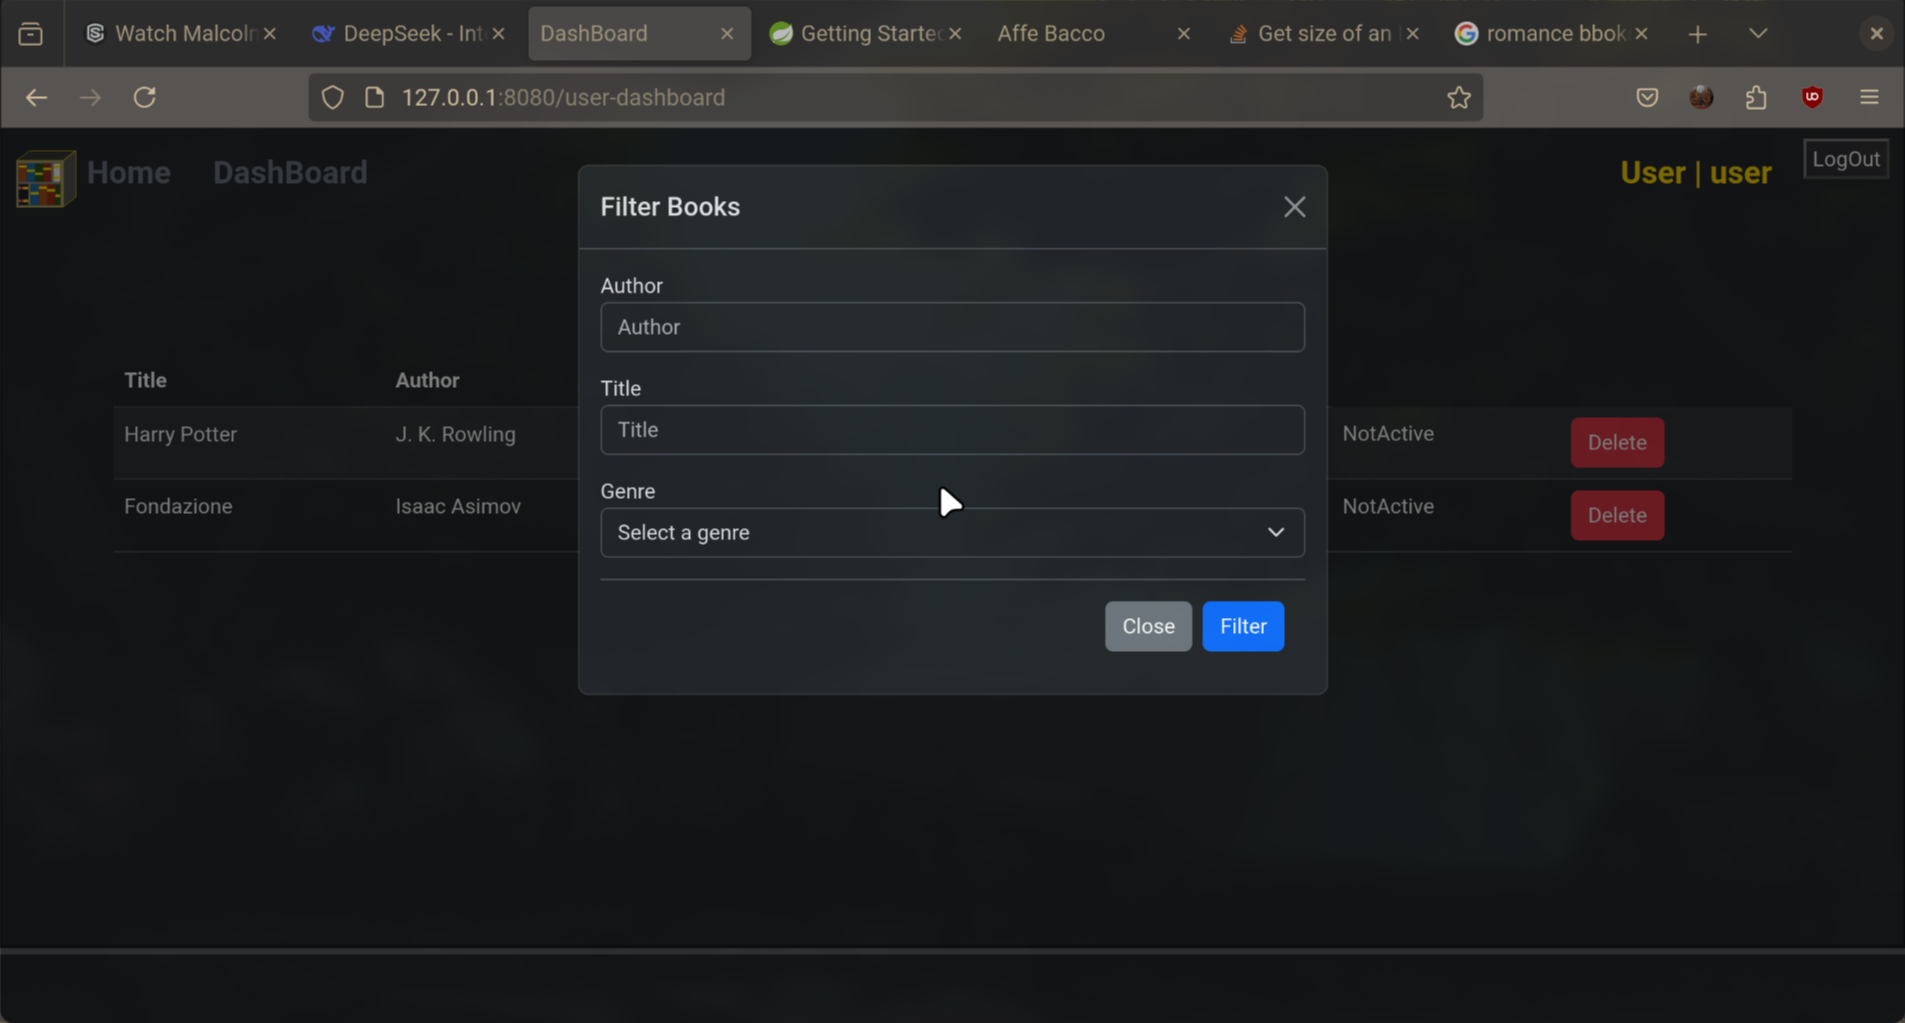 Watch Malcoln
DeepSeek - Int
DashBoard
Getting Starte
Affe Bacco
Get size of an
romance bbok
127.0.0.1:8080/user-dashboard
Home
DashBoard
User | user
LogOut
Filter Books
Author
Author
Title
Title
Genre
Select a genre
Close
Filter
Title
Author
Harry Potter
J. K. Rowling
NotActive
Delete
Fondazione
Isaac Asimov
NotActive
Delete